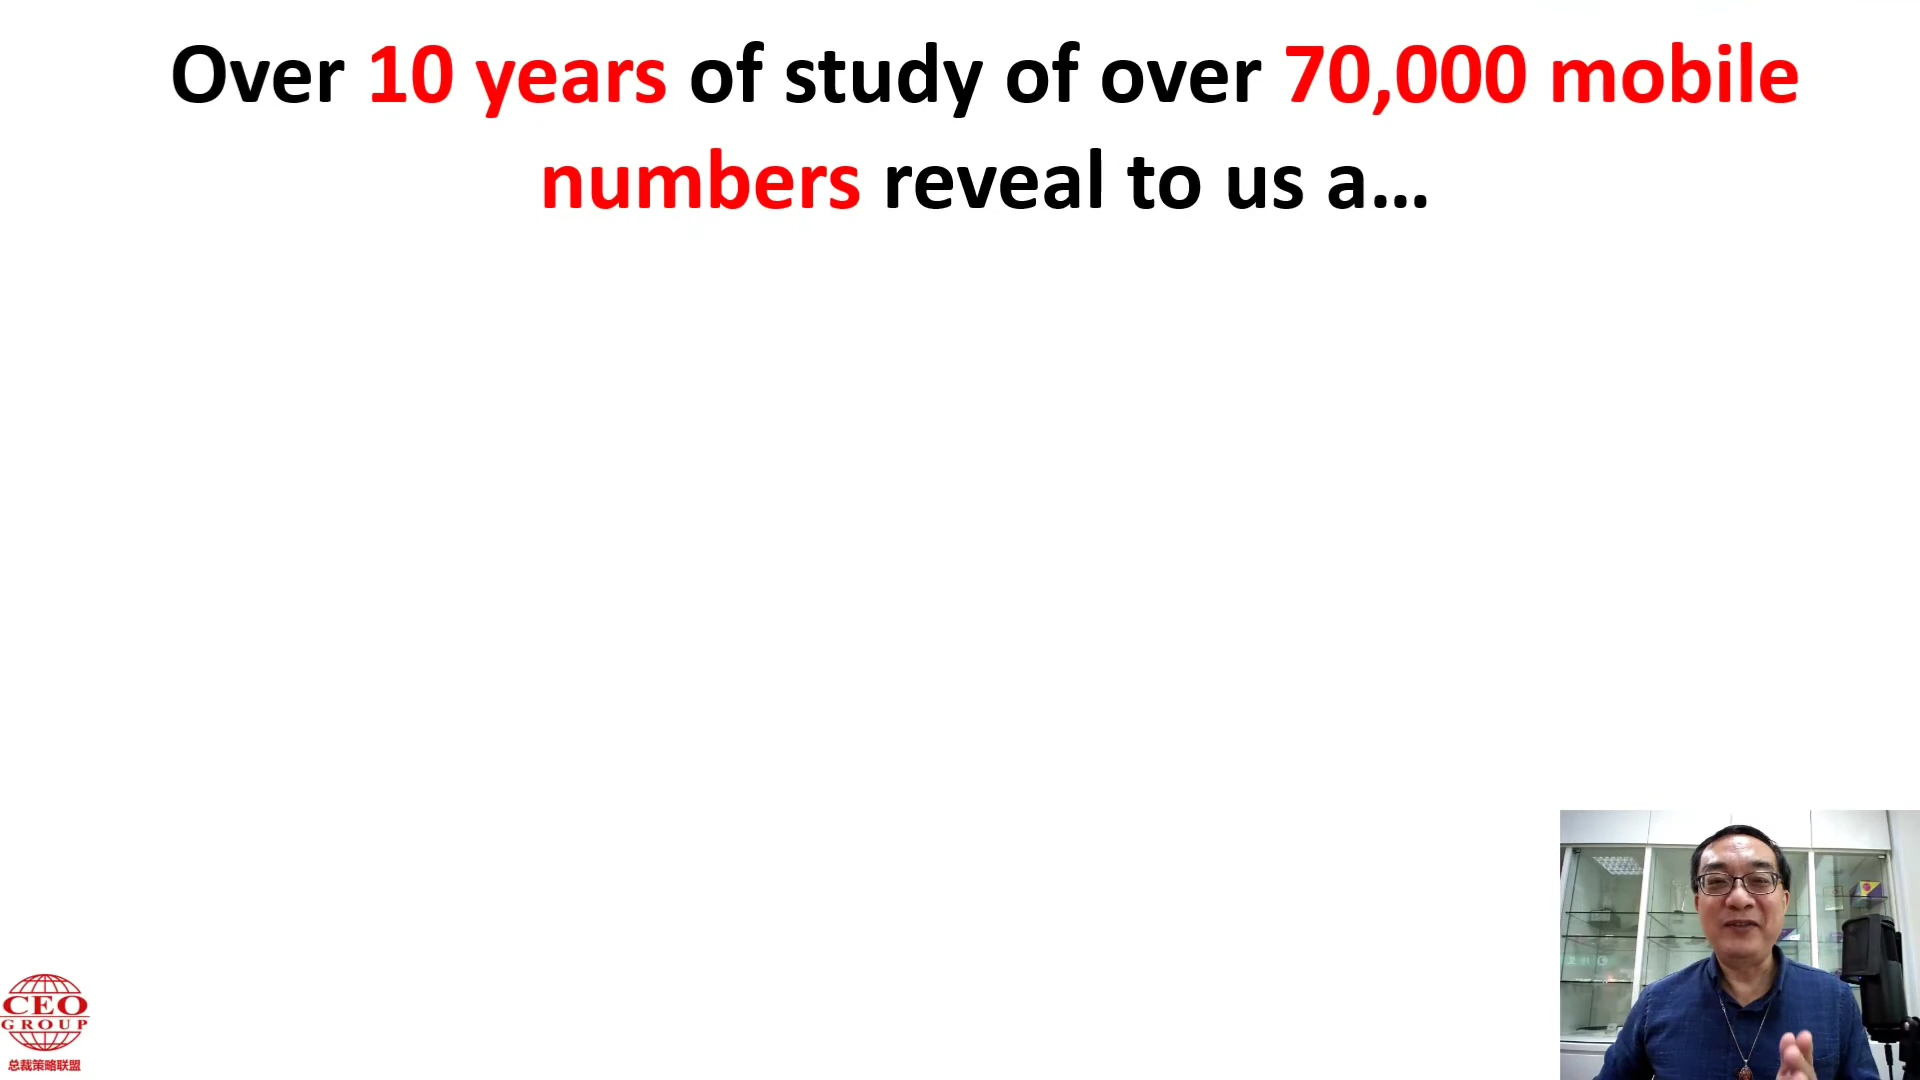 Over 10 years of study of over 70,000 mobile
numbers reveal to us a...
CEO
GROUP
总裁策略联盟